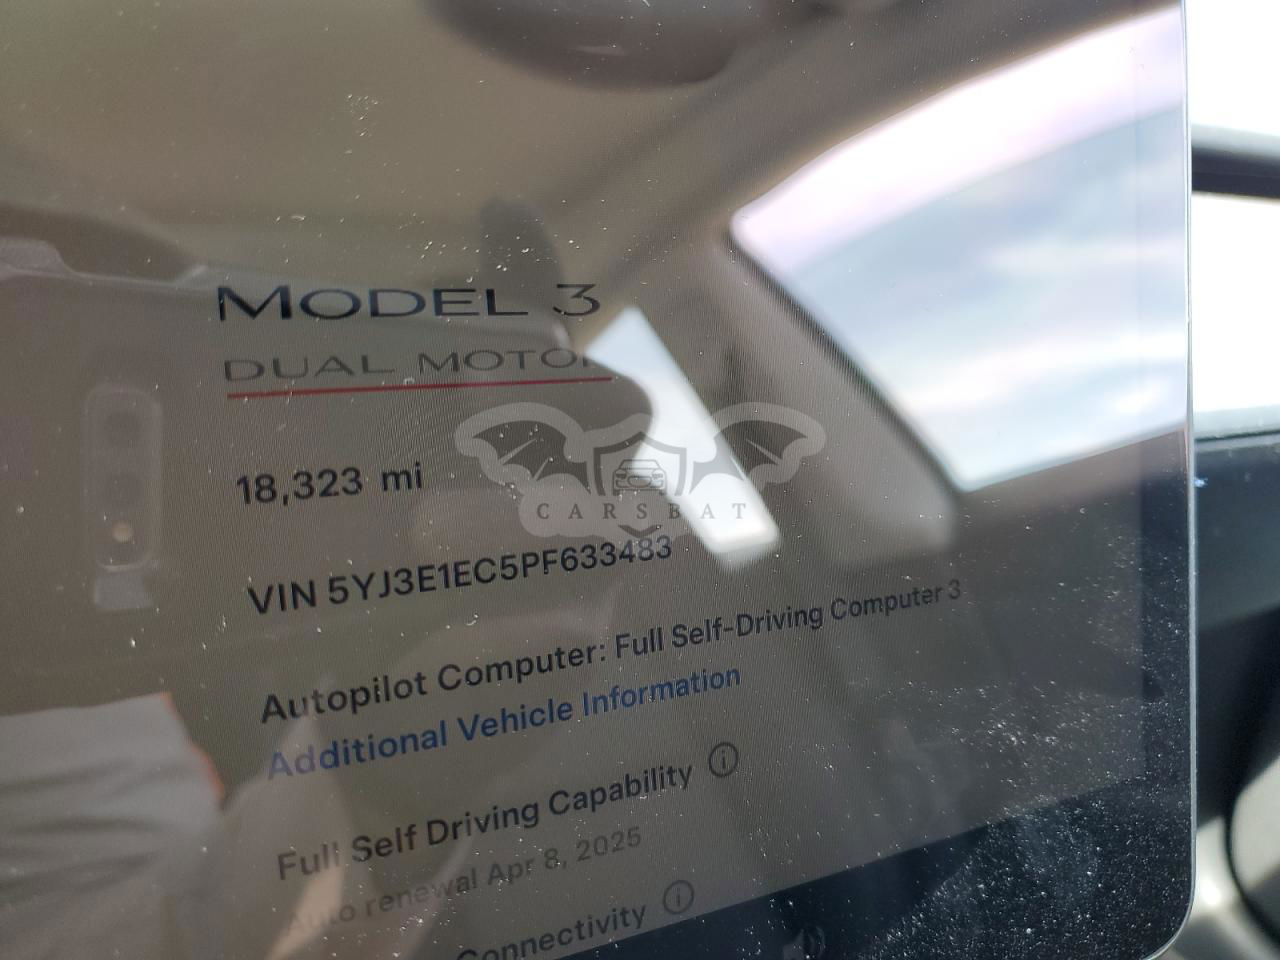 MODEL 3
DUAL MOTOR
18,323 mi
CARSBAT
VIN 5YJ3E1EC5PF633483
Autopilot Computer: Full Self-Driving Computer 3
Additional Vehicle Information
Full Self Driving Capability
Auto renewal Apr 8, 2025
Connectivity